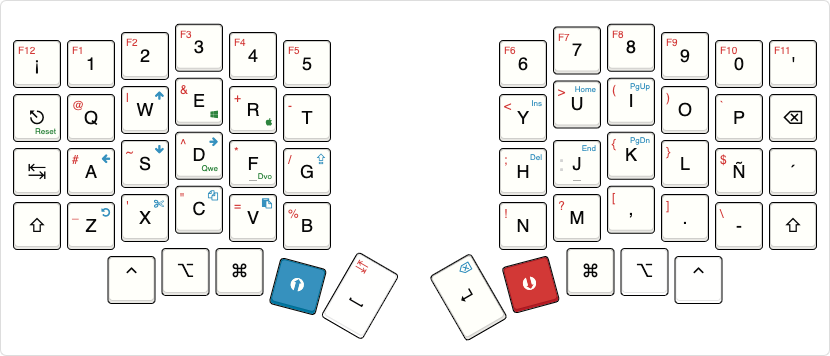 F12 F1 F2 F3 F4 F5 F6 F7 F8 F9 F10 F11
¡ 1 2 3 4 5 6 7 8 9 0 '
@ | & + - < > Ins Home ( PgUp ) `
Q W E R T Y U I O P
Reset
# ~ ^ * / ; Del : End { PgDn } $
A S D F G H J K L Ñ ´
Qwe _Dvo _
_ ' " = % ! ? [ ] \
Z X C V B N M , . -
^ ⌥ ⌘ ⌘ ⌥ ^